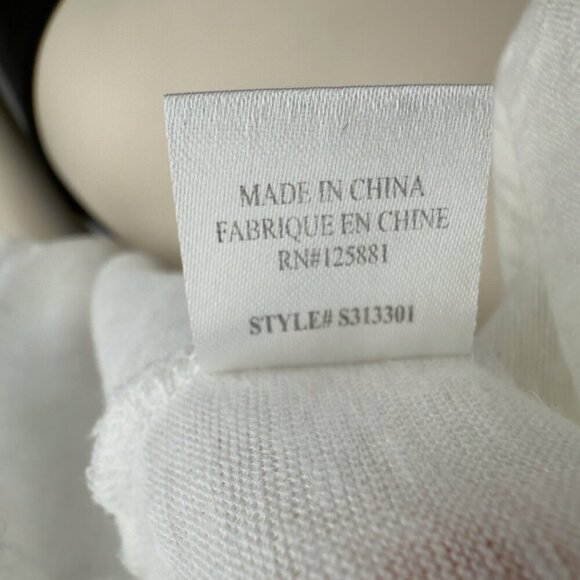 MADE IN CHINA
FABRIQUE EN CHINE
RN#125881
STYLE# S313301